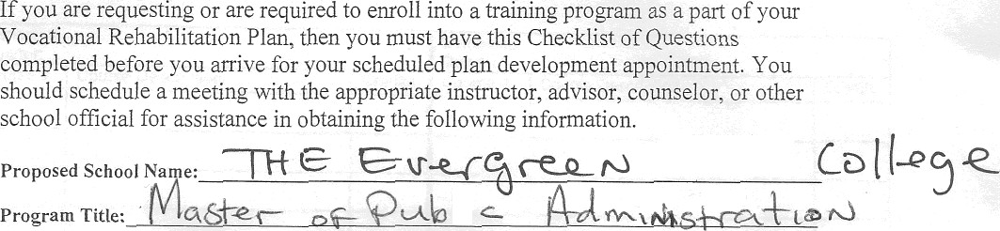 If you are requesting or are required to enroll into a training program as a part of your
Vocational Rehabilitation Plan, then you must have this Checklist of Questions
completed before you arrive for your scheduled plan development appointment. You
should schedule a meeting with the appropriate instructor, advisor, counselor, or other
school official for assistance in obtaining the following information.
Proposed School Name: THE Evergreen College
Program Title: Master of Pub c Administration